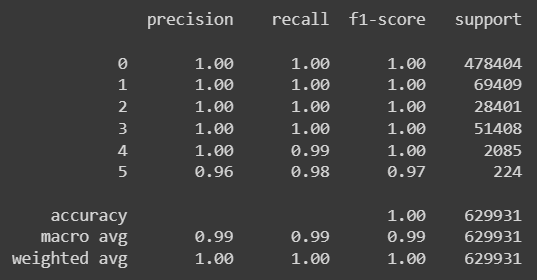 precision recall f1-score support
0 1.00 1.00 1.00 478404
1 1.00 1.00 1.00 69409
2 1.00 1.00 1.00 28401
3 1.00 1.00 1.00 51408
4 1.00 0.99 1.00 2085
5 0.96 0.98 0.97 224
accuracy 1.00 629931
macro avg 0.99 0.99 0.99 629931
weighted avg 1.00 1.00 1.00 629931